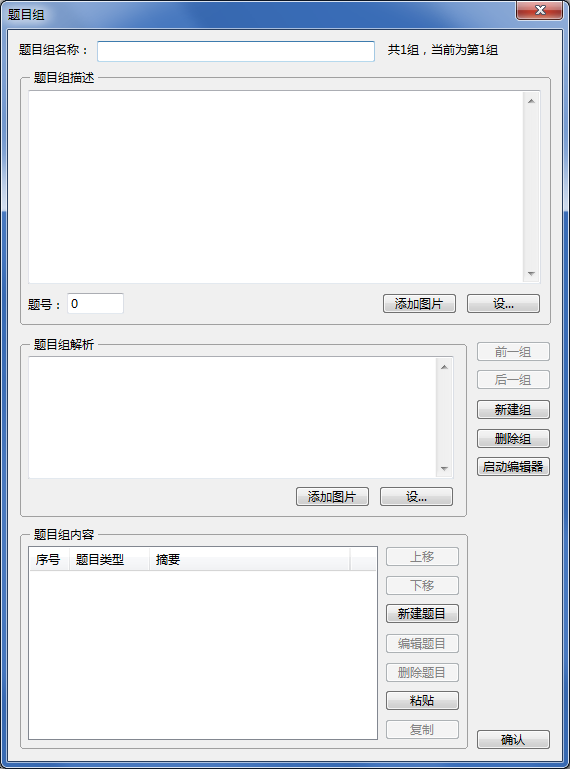 题目组
题目组名称： 共1组，当前为第1组
题目组描述
题号： 0 添加图片 设...
题目组解析
添加图片 设...
前一组
后一组
新建组
删除组
启动编辑器
题目组内容
序号 题目类型 摘要
上移
下移
新建题目
编辑题目
删除题目
粘贴
复制
确认